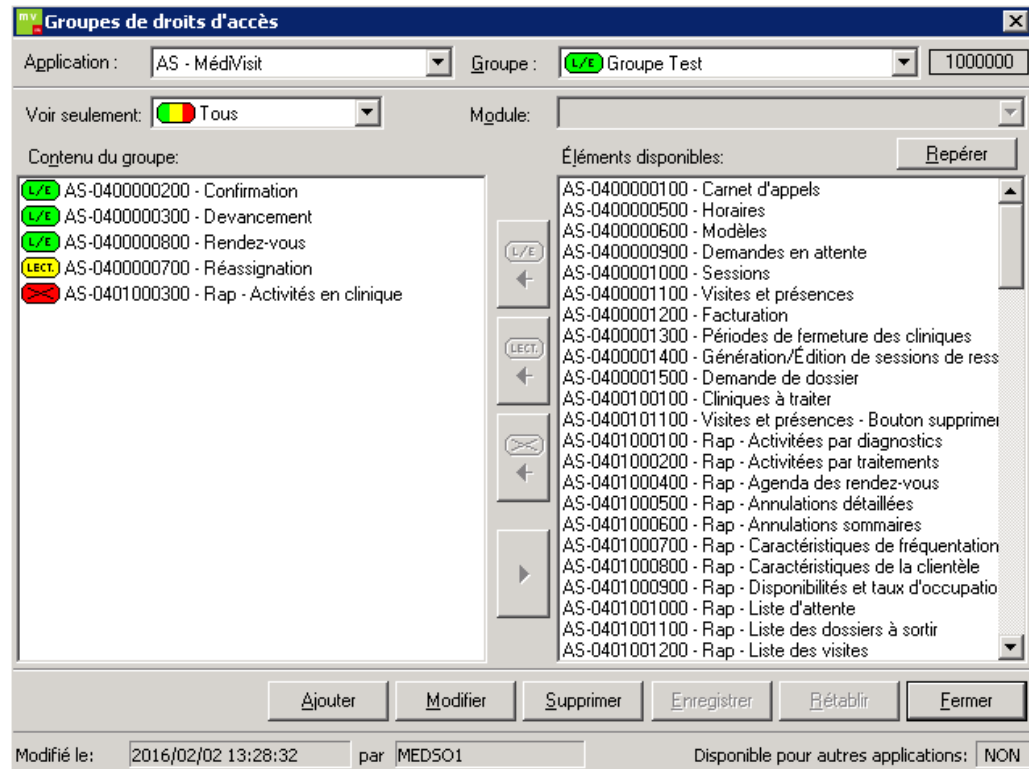 mv Groupes de droits d'accès
Application : AS - MédiVisit Groupe : L/E Groupe Test 1000000
Voir seulement: Tous Module:
Contenu du groupe:
L/E AS-0400000200 - Confirmation
L/E AS-0400000300 - Devancement
L/E AS-0400000800 - Rendez-vous
LECT. AS-0400000700 - Réassignation
AS-0401000300 - Rap - Activités en clinique
L/E
LECT.
Éléments disponibles: Repérer
AS-0400000100 - Carnet d'appels
AS-0400000500 - Horaires
AS-0400000600 - Modèles
AS-0400000900 - Demandes en attente
AS-0400001000 - Sessions
AS-0400001100 - Visites et présences
AS-0400001200 - Facturation
AS-0400001300 - Périodes de fermeture des cliniques
AS-0400001400 - Génération/Édition de sessions de ress
AS-0400001500 - Demande de dossier
AS-0400100100 - Cliniques à traiter
AS-0400101100 - Visites et présences - Bouton supprimer
AS-0401000100 - Rap - Activitées par diagnostics
AS-0401000200 - Rap - Activitées par traitements
AS-0401000400 - Rap - Agenda des rendez-vous
AS-0401000500 - Rap - Annulations détaillées
AS-0401000600 - Rap - Annulations sommaires
AS-0401000700 - Rap - Caractéristiques de fréquentation
AS-0401000800 - Rap - Caractéristiques de la clientèle
AS-0401000900 - Rap - Disponibilités et taux d'occupatio
AS-0401001000 - Rap - Liste d'attente
AS-0401001100 - Rap - Liste des dossiers à sortir
AS-0401001200 - Rap - Liste des visites
Ajouter Modifier Supprimer Enregistrer Rétablir Fermer
Modifié le: 2016/02/02 13:28:32 par MEDSO1 Disponible pour autres applications: NON